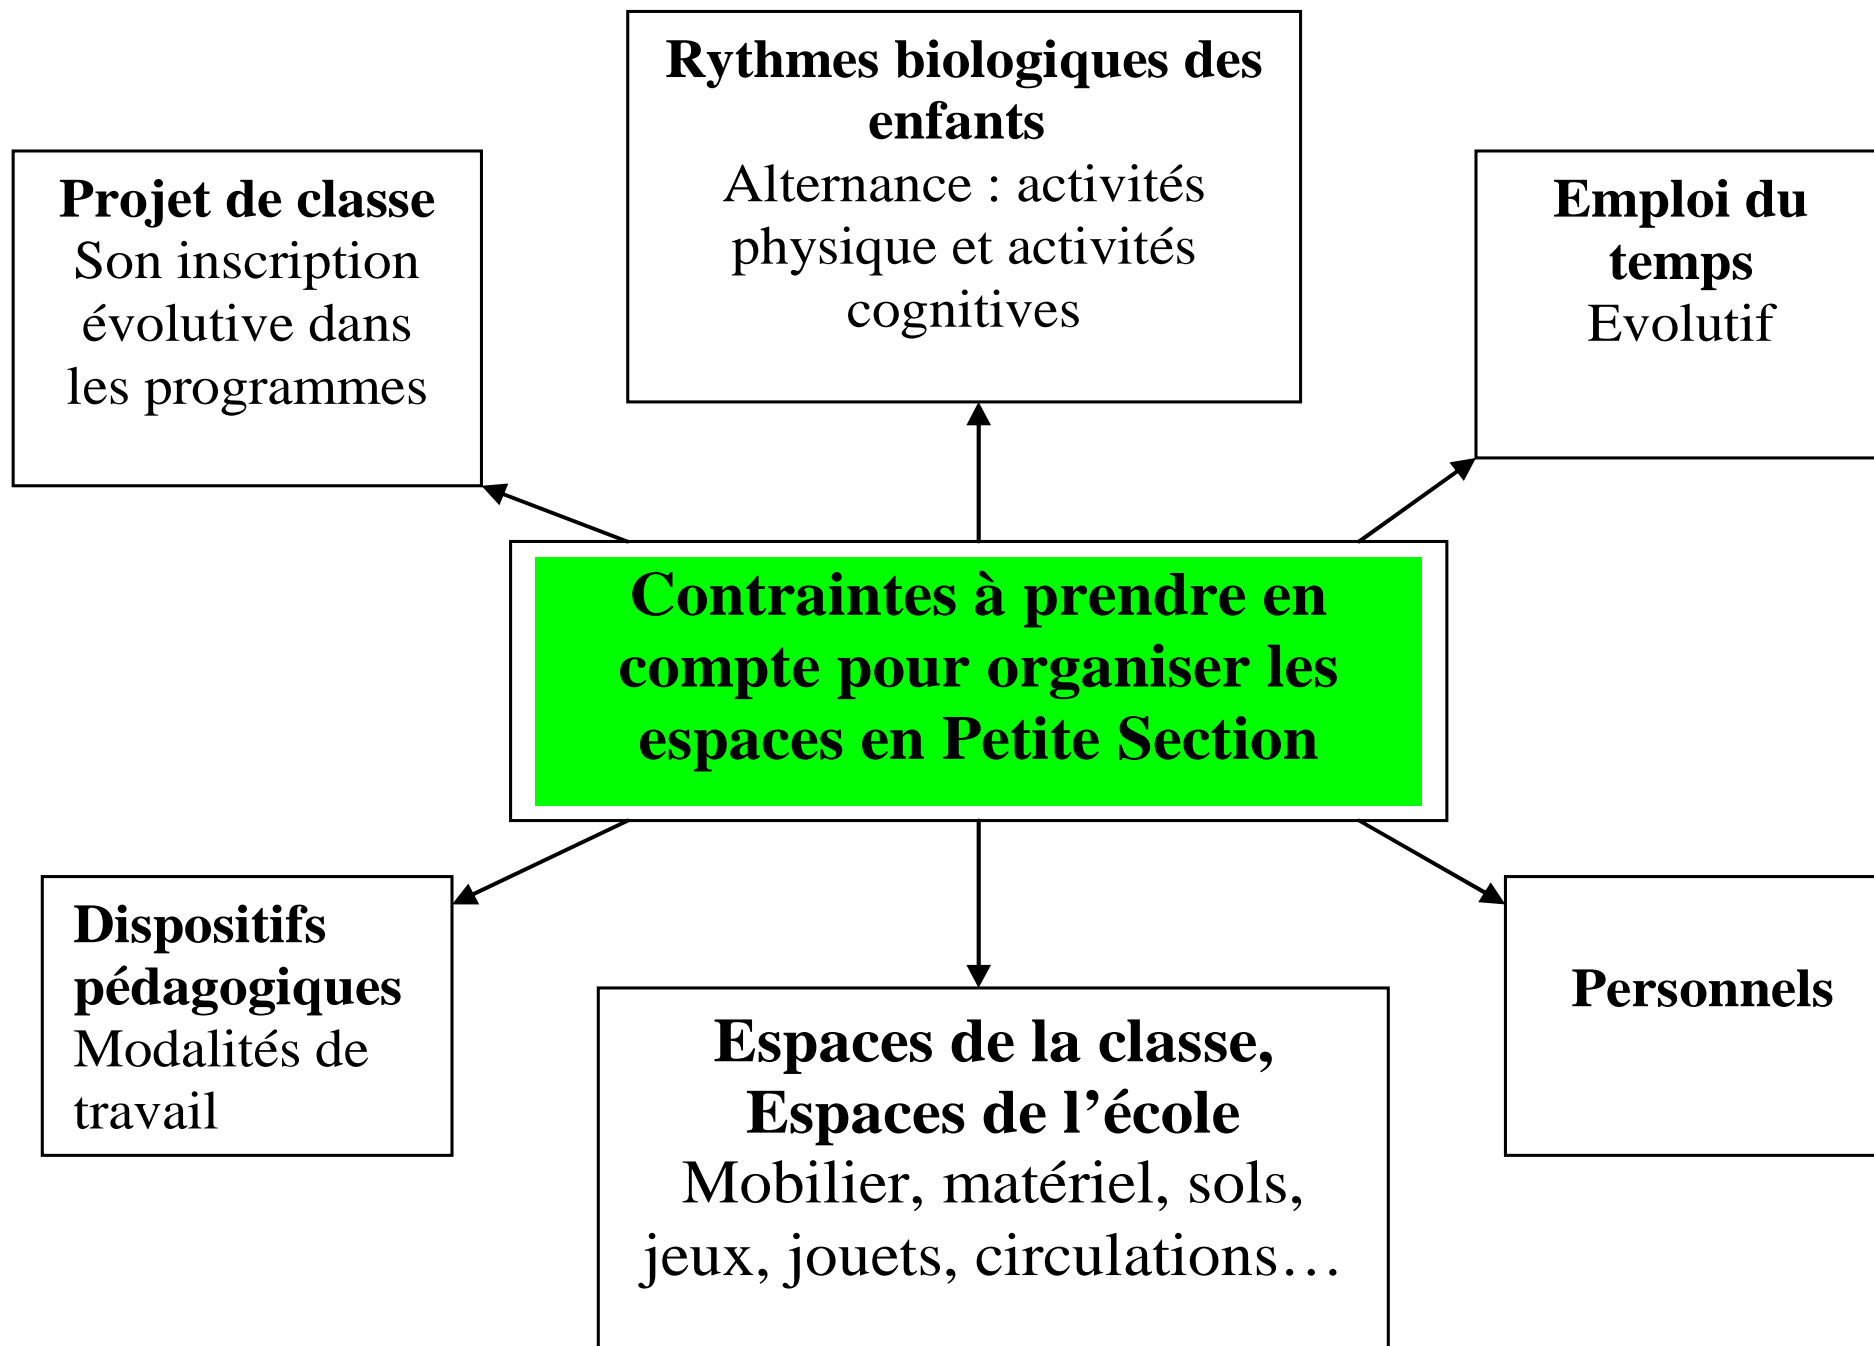 Rythmes biologiques des
enfants
Alternance : activités
physique et activités
cognitives
Projet de classe
Son inscription
évolutive dans
les programmes
Emploi du
temps
Evolutif
Contraintes à prendre en
compte pour organiser les
espaces en Petite Section
Dispositifs
pédagogiques
Modalités de
travail
Espaces de la classe,
Espaces de l’école
Mobilier, matériel, sols,
jeux, jouets, circulations…
Personnels